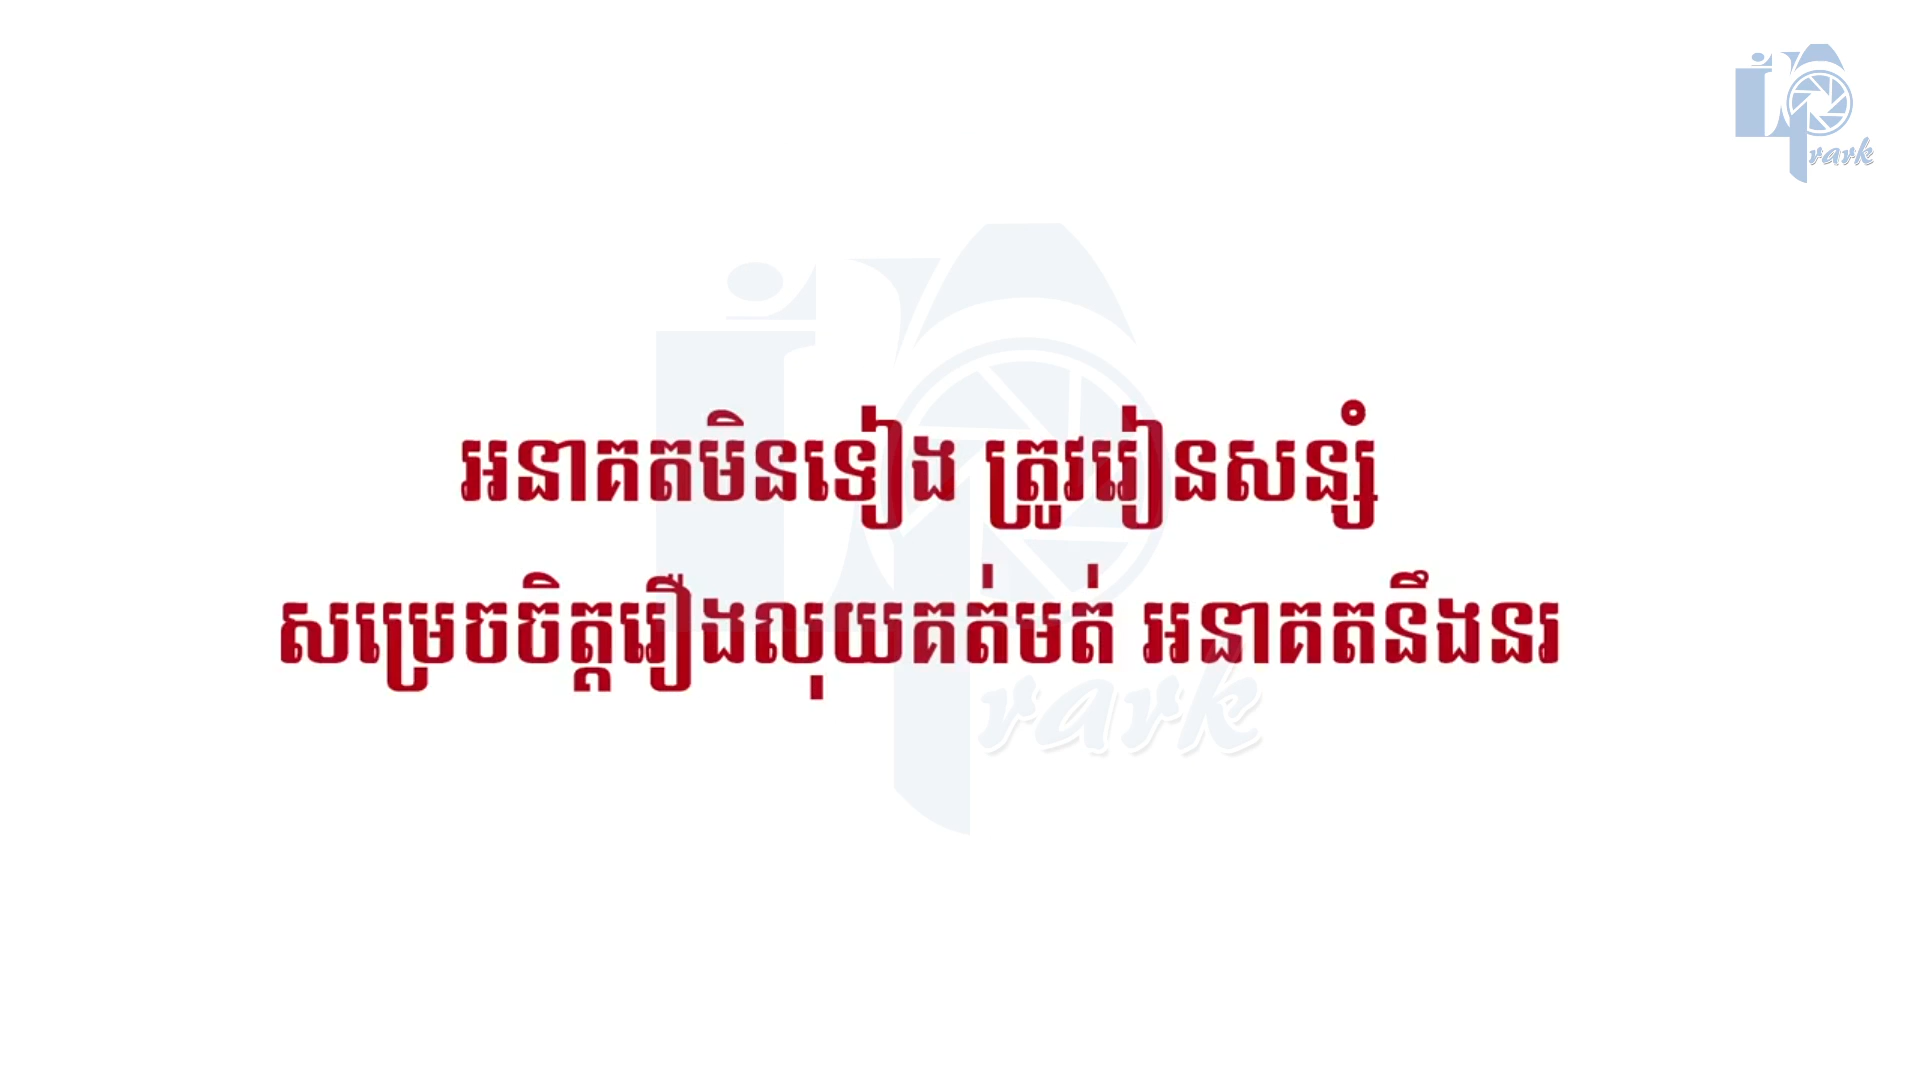 iP
rark
អនាគតមិនទៀង ត្រូវរៀនសន្សំ
សម្រេចចិត្តរឿងលុយគត់មត់ អនាគតនឹងនរ